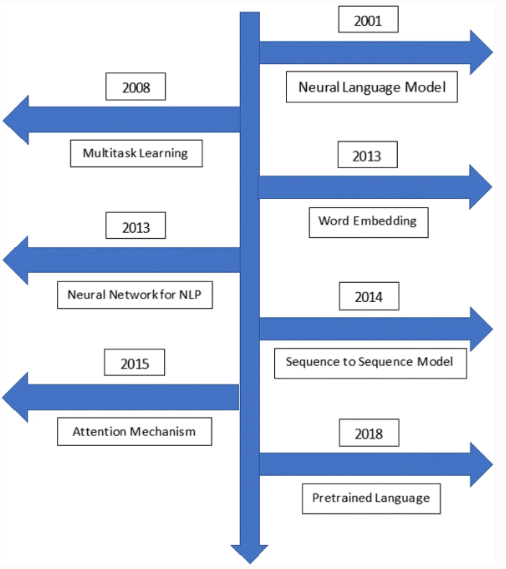 2001
Neural Language Model
2008
Multitask Learning
2013
Word Embedding
2013
Neural Network for NLP
2014
Sequence to Sequence Model
2015
Attention Mechanism
2018
Pretrained Language